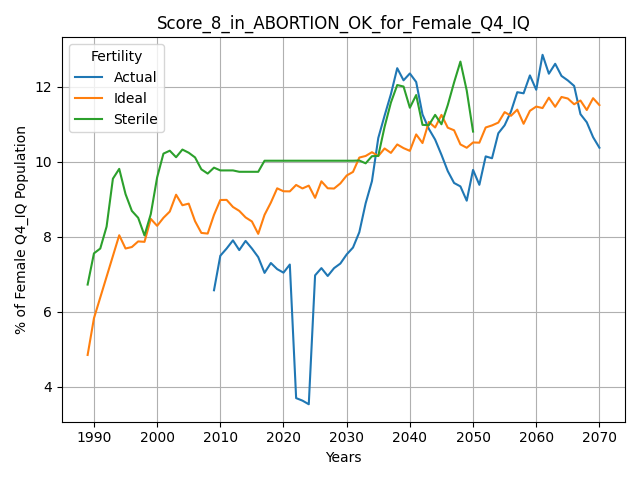 Score_8_in_ABORTION_OK_for_Female_Q4_IQ
Fertility
Actual
Ideal
Sterile
% of Female Q4_IQ Population
12
10
8
6
4
1990 2000 2010 2020 2030 2040 2050 2060 2070
Years